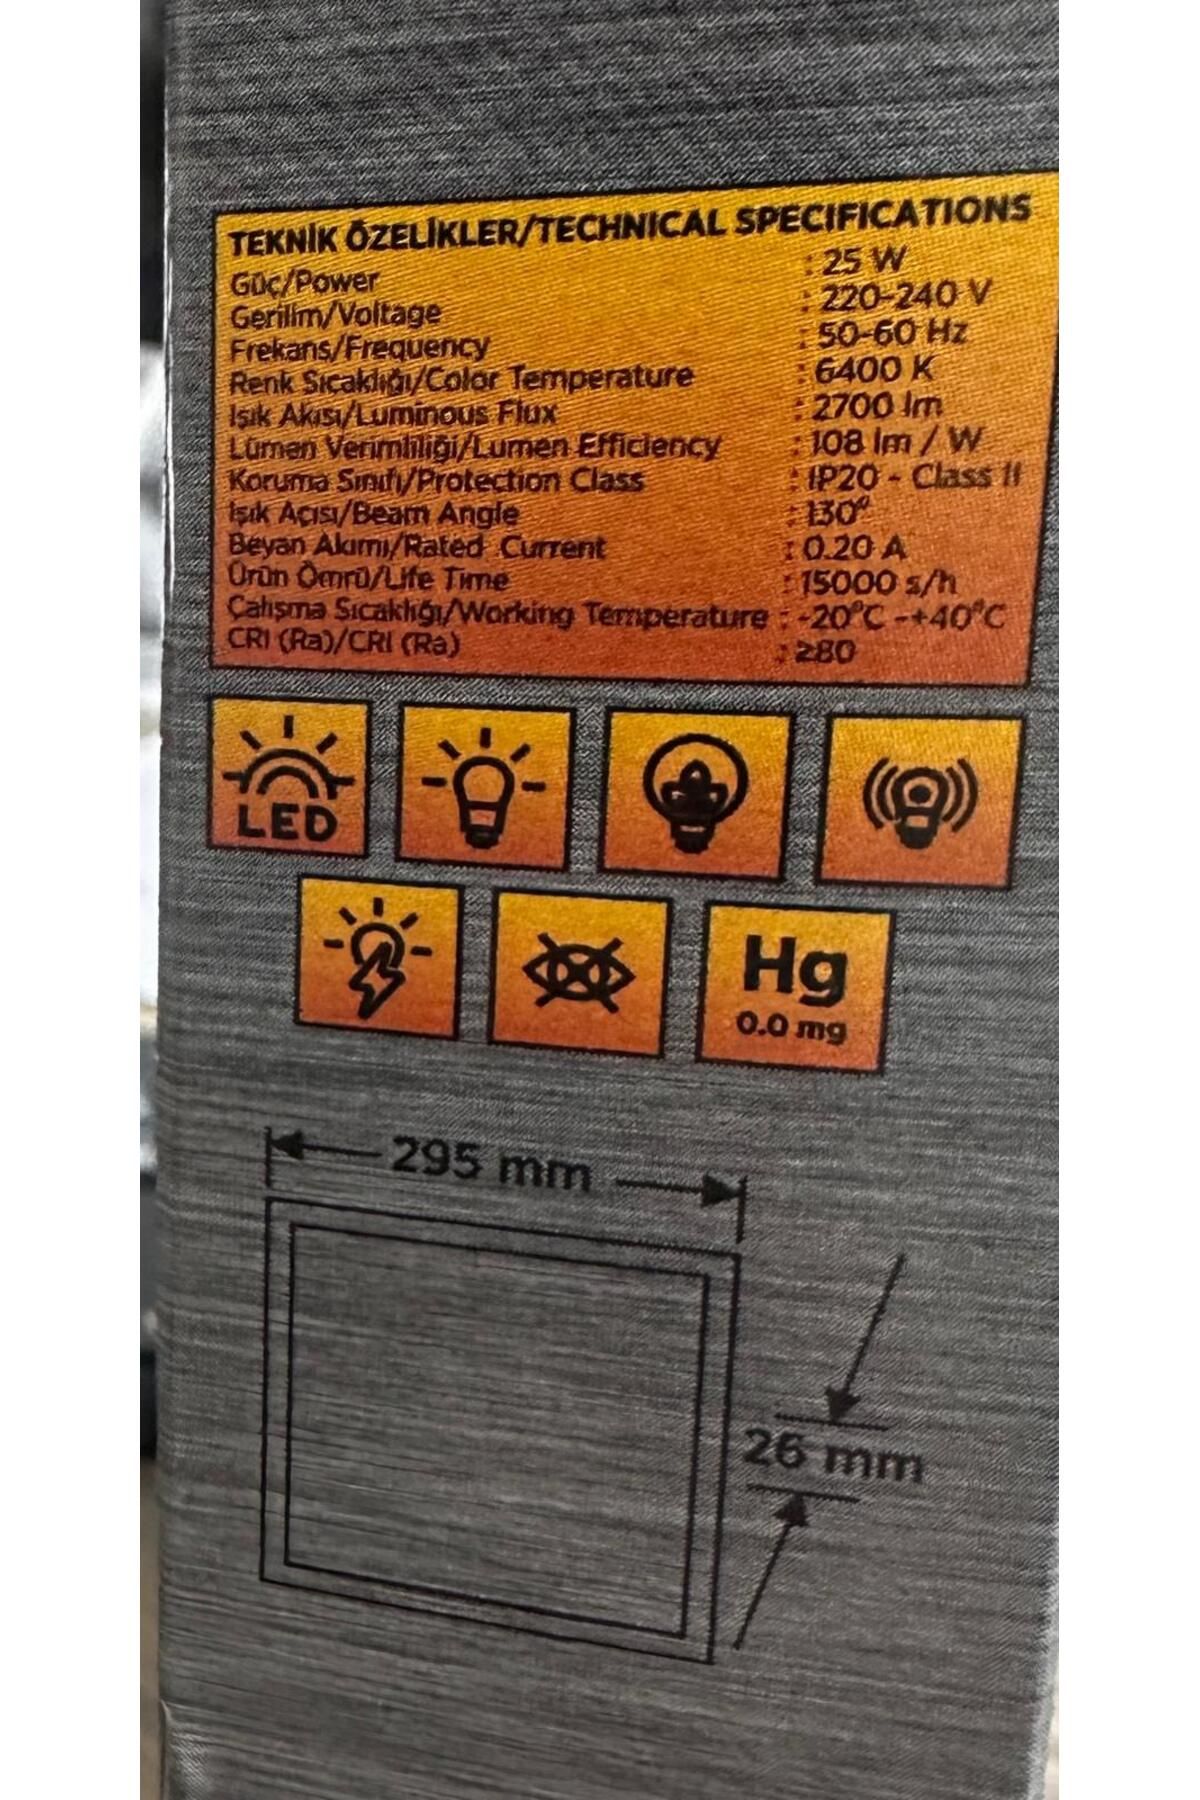 TEKNİK ÖZELİKLER/TECHNICAL SPECIFICATIONS
Güç/Power : 25 W
Gerilim/Voltage : 220-240 V
Frekans/Frequency : 50-60 Hz
Renk Sıcaklığı/Color Temperature : 6400 K
Işık Akısı/Luminous Flux : 2700 lm
Lümen Verimliliği/Lumen Efficiency : 108 lm / W
Koruma Sınıfı/Protection Class : IP20 - Class II
Işık Açısı/Beam Angle : 130°
Beyan Akımı/Rated Current : 0.20 A
Ürün Ömrü/Life Time : 15000 s/h
Çalışma Sıcaklığı/Working Temperature : -20°C -+40°C
CRI (Ra)/CRI (Ra) : ≥80
LED
Hg
0.0 mg
295 mm
26 mm